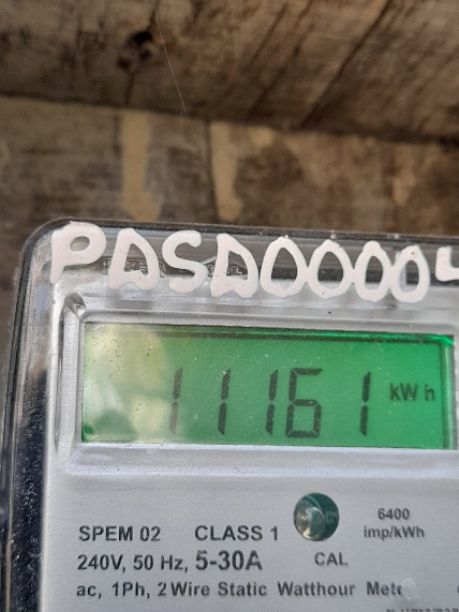 PDSD00004
11161 kWh
6400
imp/kWh
SPEM 02 CLASS 1
240V, 50 Hz, 5-30A CAL
ac, 1Ph, 2 Wire Static Watthour